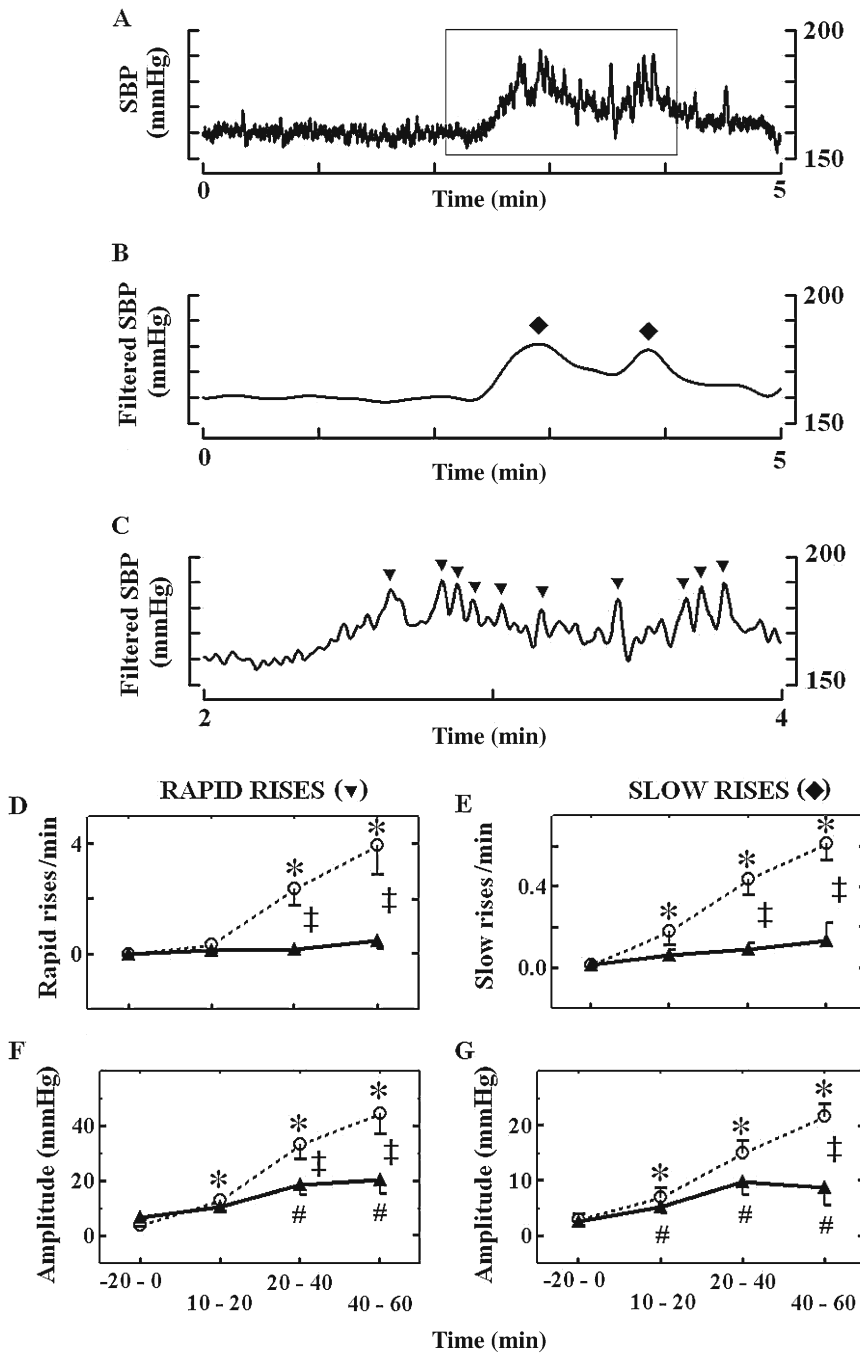 A
SBP
(mmHg)
200
150
0
5
Time (min)
B
Filtered SBP
(mmHg)
200
150
0
5
Time (min)
C
Filtered SBP
(mmHg)
200
150
2
4
Time (min)
RAPID RISES (▼)
SLOW RISES (◆)
D
Rapid rises/min
4
0
* *
‡ ‡
E
Slow rises/min
0.4
0.0
* * *
‡ ‡
F
Amplitude (mmHg)
40
20
0
* * *
‡ ‡
# #
-20 - 0
10 - 20
20 - 40
40 - 60
G
Amplitude (mmHg)
20
10
0
* * *
‡
# # #
-20 - 0
10 - 20
20 - 40
40 - 60
Time (min)